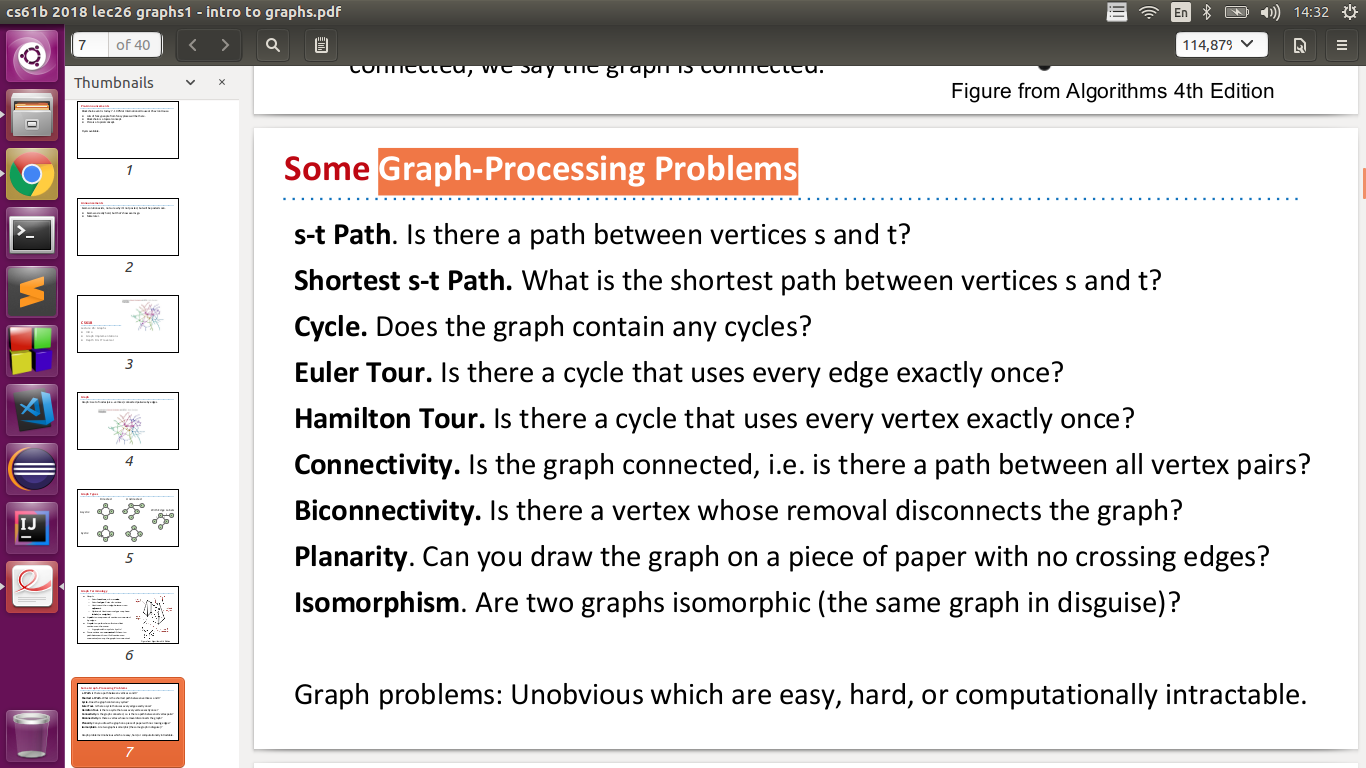 cs61b 2018 lec26 graphs1 - intro to graphs.pdf
En
14:32
7 of 40
114,87%
Thumbnails
connected, we say the graph is connected.
Figure from Algorithms 4th Edition
Some Graph-Processing Problems
s-t Path. Is there a path between vertices s and t?
Shortest s-t Path. What is the shortest path between vertices s and t?
Cycle. Does the graph contain any cycles?
Euler Tour. Is there a cycle that uses every edge exactly once?
Hamilton Tour. Is there a cycle that uses every vertex exactly once?
Connectivity. Is the graph connected, i.e. is there a path between all vertex pairs?
Biconnectivity. Is there a vertex whose removal disconnects the graph?
Planarity. Can you draw the graph on a piece of paper with no crossing edges?
Isomorphism. Are two graphs isomorphic (the same graph in disguise)?
Graph problems: Unobvious which are easy, hard, or computationally intractable.
1
2
CS61B
3
4
5
6
7
IJ